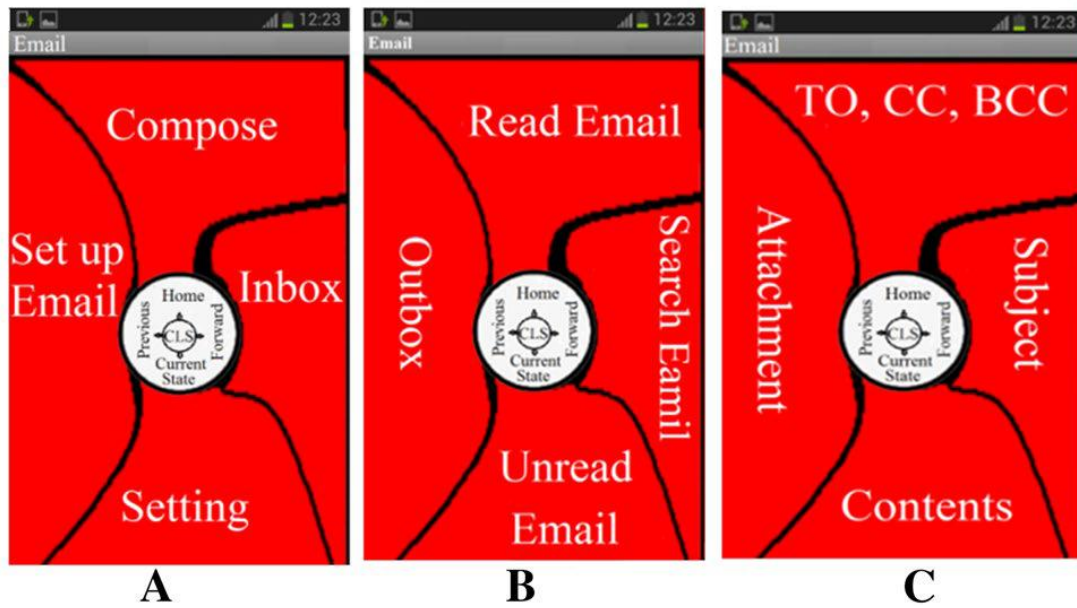 12:23
Email
Compose
Set up
Email
Inbox
Home
Previous
CLS
Forward
Current
State
Setting
A
12:23
Email
Read Email
Outbox
Search Eamil
Home
Previous
CLS
Forward
Current
State
Unread
Email
B
12:23
Email
TO, CC, BCC
Attachment
Subject
Home
Previous
CLS
Forward
Current
State
Contents
C